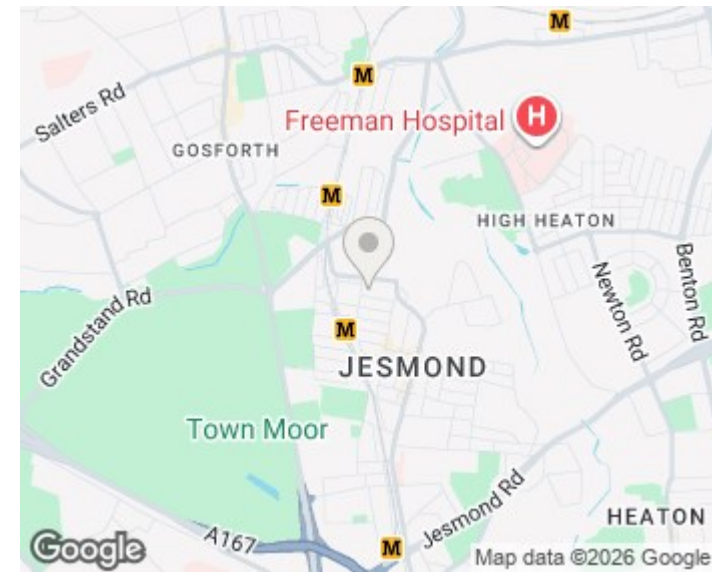 M
M
Salters Rd
Freeman Hospital
H
GOSFORTH
M
HIGH HEATON
Benton Rd
Newton Rd
Grandstand Rd
M
JESMOND
Town Moor
Jesmond Rd
HEATON
A167
M
Google
Map data ©2026 Google